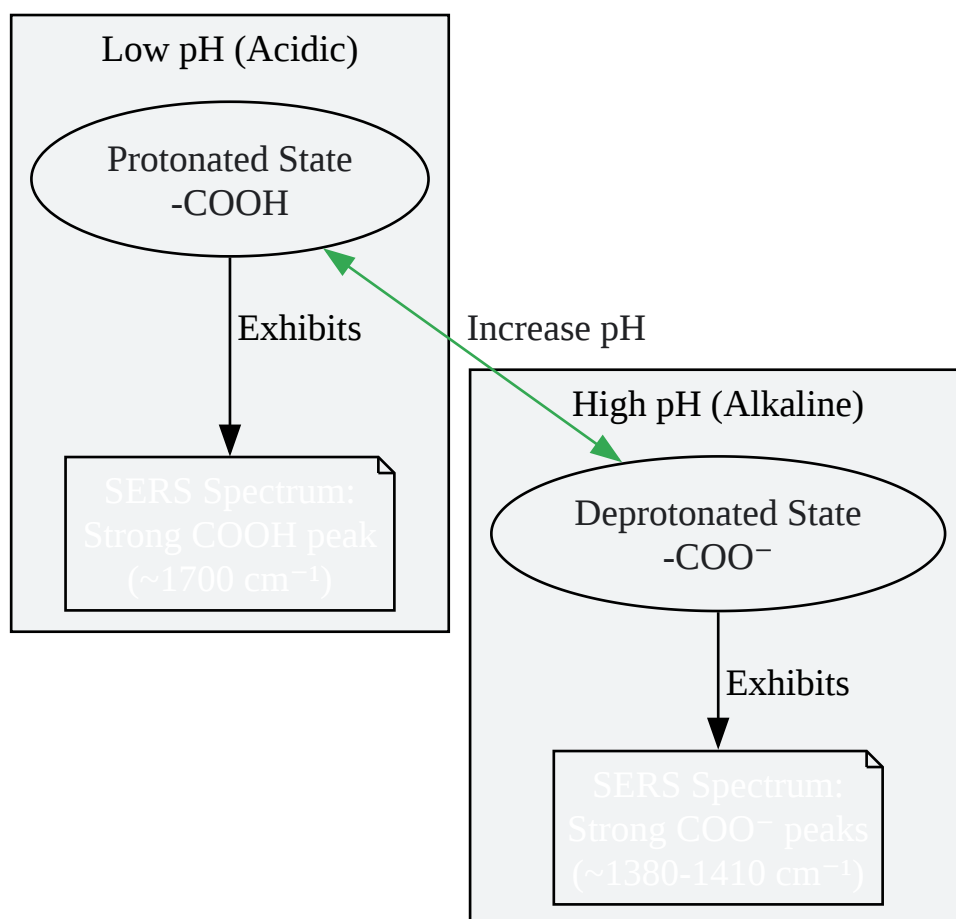 Low pH (Acidic)
Protonated State
-COOH
Exhibits
Increase pH
SERS Spectrum:
Strong COOH peak
(~1700 cm⁻¹)
High pH (Alkaline)
Deprotonated State
-COO⁻
Exhibits
SERS Spectrum:
Strong COO⁻ peaks
(~1380-1410 cm⁻¹)